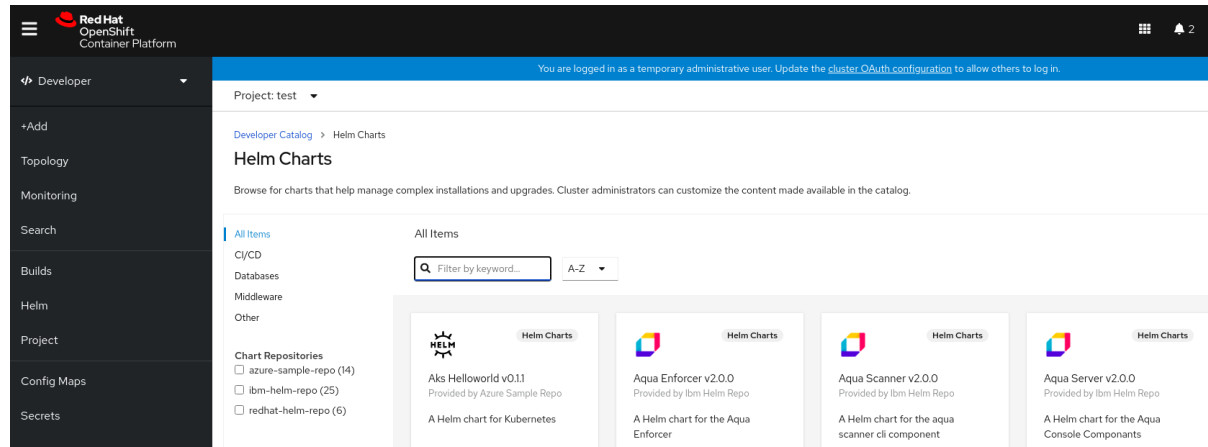 Red Hat
OpenShift
Container Platform
2
Developer
You are logged in as a temporary administrative user. Update the cluster OAuth configuration to allow others to log in.
Project: test
+Add
Topology
Monitoring
Search
Builds
Helm
Project
Config Maps
Secrets
Developer Catalog > Helm Charts
Helm Charts
Browse for charts that help manage complex installations and upgrades. Cluster administrators can customize the content made available in the catalog.
All Items
CI/CD
Databases
Middleware
Other
Chart Repositories
azure-sample-repo (14)
ibm-helm-repo (25)
redhat-helm-repo (6)
All Items
Filter by keyword...
A-Z
HELM
Helm Charts
Aks Helloworld v0.1.1
Provided by Azure Sample Repo
A Helm chart for Kubernetes
Helm Charts
Aqua Enforcer v2.0.0
Provided by Ibm Helm Repo
A Helm chart for the Aqua
Enforcer
Helm Charts
Aqua Scanner v2.0.0
Provided by Ibm Helm Repo
A Helm chart for the aqua
scanner cli component
Helm Charts
Aqua Server v2.0.0
Provided by Ibm Helm Repo
A Helm chart for the Aqua
Console Componants